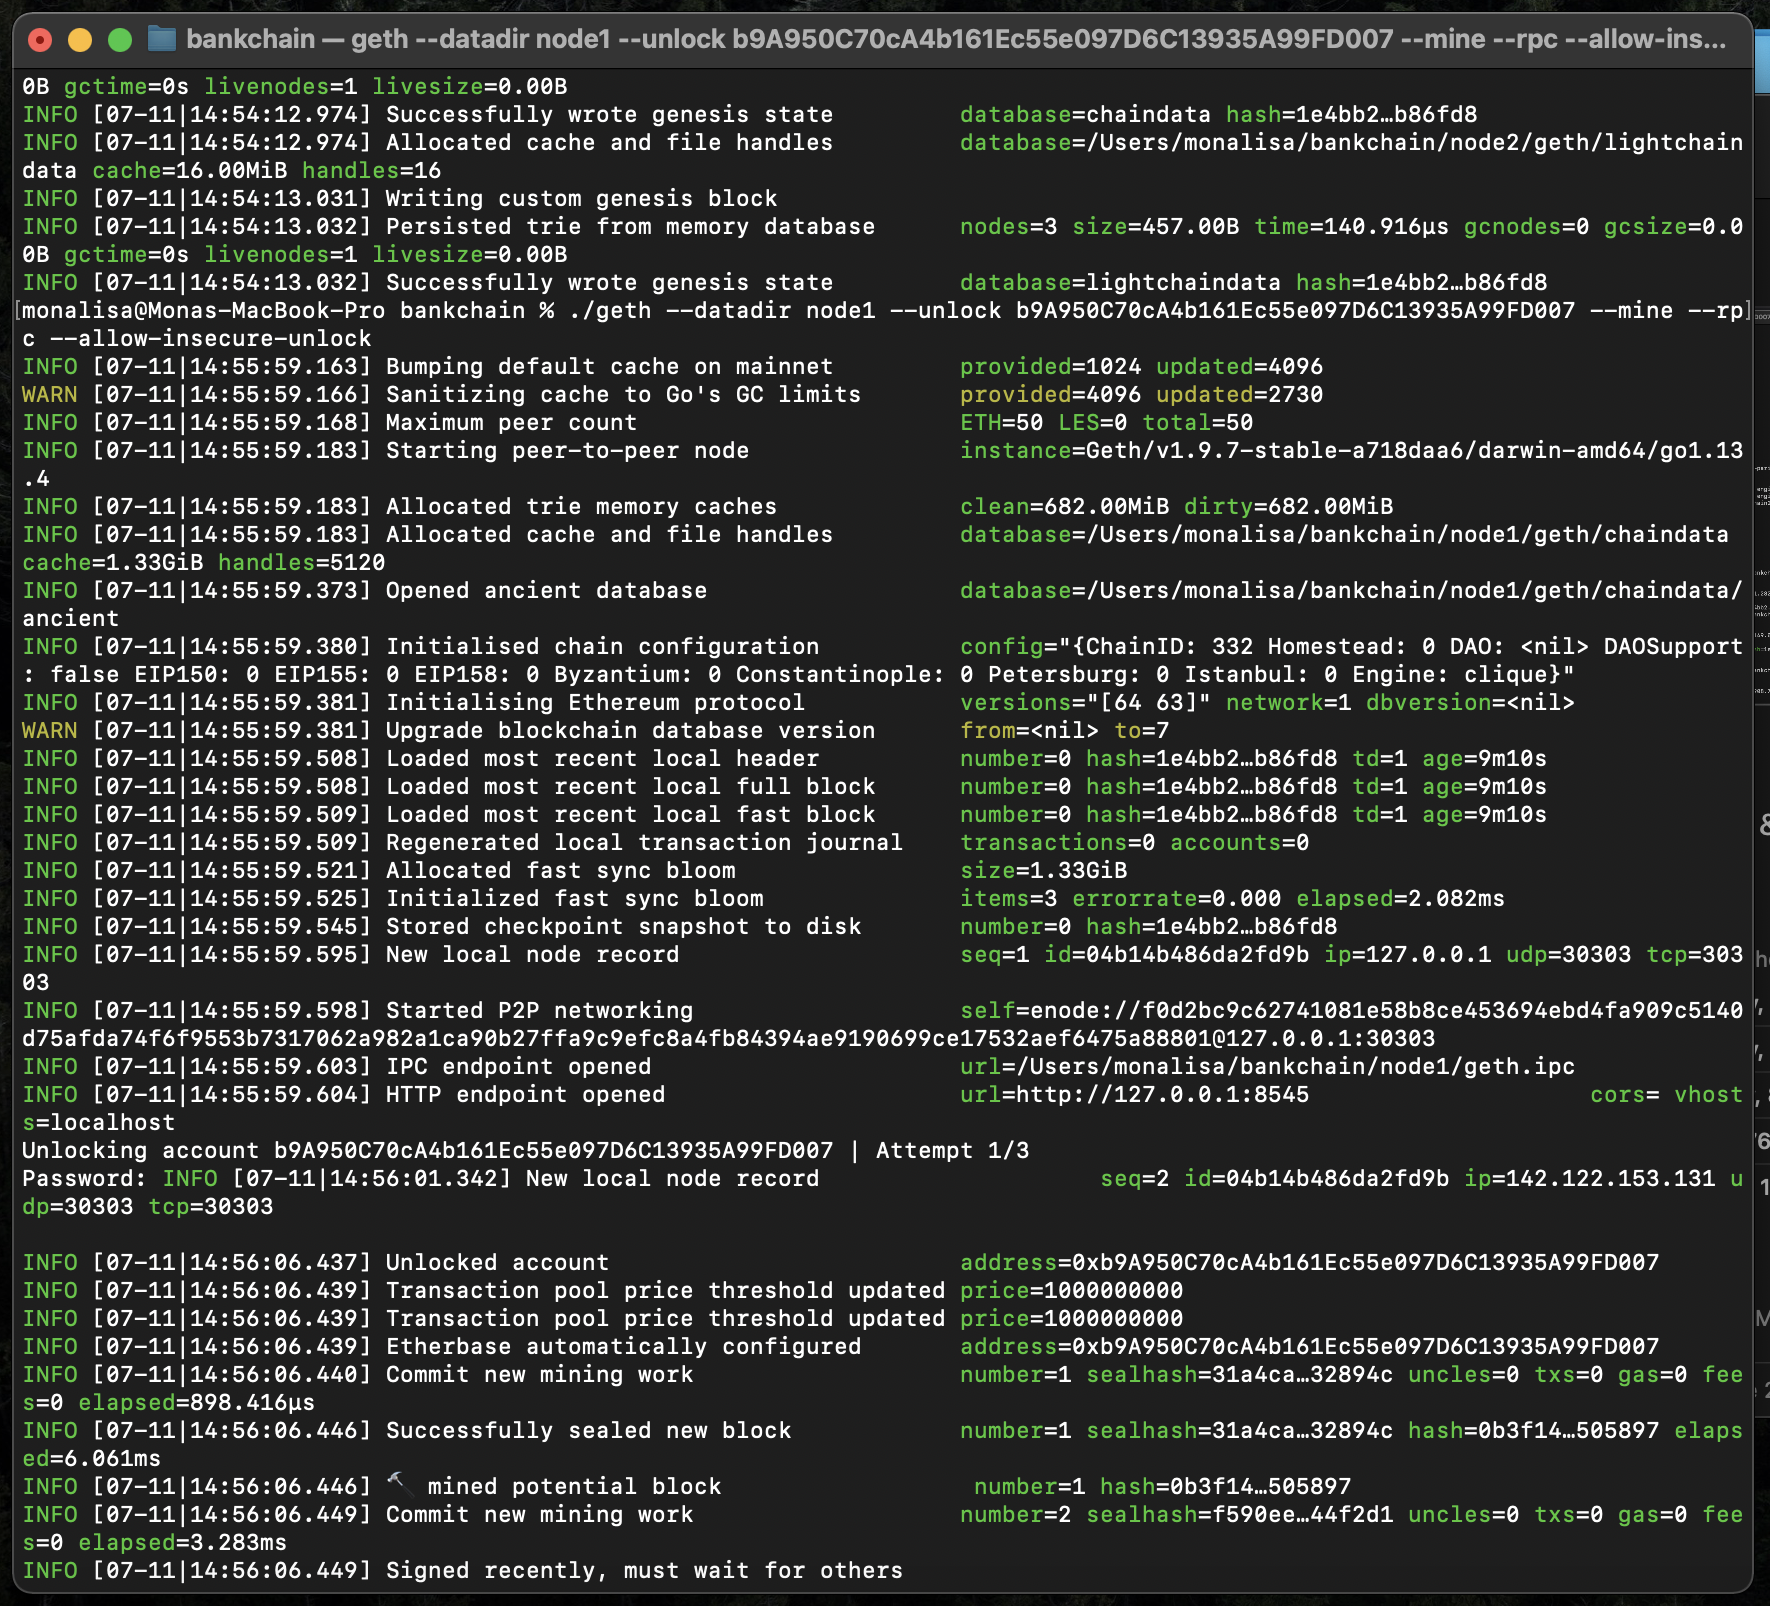 bankchain — geth --datadir node1 --unlock b9A950C70cA4b161Ec55e097D6C13935A99FD007 --mine --rpc --allow-ins...
0B gctime=0s livenodes=1 livesize=0.00B
INFO [07-11|14:54:12.974] Successfully wrote genesis state         database=chaindata hash=1e4bb2…b86fd8
INFO [07-11|14:54:12.974] Allocated cache and file handles         database=/Users/monalisa/bankchain/node2/geth/lightchain
data cache=16.00MiB handles=16
INFO [07-11|14:54:13.031] Writing custom genesis block
INFO [07-11|14:54:13.032] Persisted trie from memory database      nodes=3 size=457.00B time=140.916µs gcnodes=0 gcsize=0.0
0B gctime=0s livenodes=1 livesize=0.00B
INFO [07-11|14:54:13.032] Successfully wrote genesis state         database=lightchaindata hash=1e4bb2…b86fd8
[monalisa@Monas-MacBook-Pro bankchain % ./geth --datadir node1 --unlock b9A950C70cA4b161Ec55e097D6C13935A99FD007 --mine --rp]
c --allow-insecure-unlock
INFO [07-11|14:55:59.163] Bumping default cache on mainnet         provided=1024 updated=4096
WARN [07-11|14:55:59.166] Sanitizing cache to Go's GC limits       provided=4096 updated=2730
INFO [07-11|14:55:59.168] Maximum peer count                       ETH=50 LES=0 total=50
INFO [07-11|14:55:59.183] Starting peer-to-peer node               instance=Geth/v1.9.7-stable-a718daa6/darwin-amd64/go1.13
.4
INFO [07-11|14:55:59.183] Allocated trie memory caches             clean=682.00MiB dirty=682.00MiB
INFO [07-11|14:55:59.183] Allocated cache and file handles         database=/Users/monalisa/bankchain/node1/geth/chaindata
cache=1.33GiB handles=5120
INFO [07-11|14:55:59.373] Opened ancient database                  database=/Users/monalisa/bankchain/node1/geth/chaindata/
ancient
INFO [07-11|14:55:59.380] Initialised chain configuration          config="{ChainID: 332 Homestead: 0 DAO: <nil> DAOSupport
: false EIP150: 0 EIP155: 0 EIP158: 0 Byzantium: 0 Constantinople: 0 Petersburg: 0 Istanbul: 0 Engine: clique}"
INFO [07-11|14:55:59.381] Initialising Ethereum protocol           versions="[64 63]" network=1 dbversion=<nil>
WARN [07-11|14:55:59.381] Upgrade blockchain database version      from=<nil> to=7
INFO [07-11|14:55:59.508] Loaded most recent local header          number=0 hash=1e4bb2…b86fd8 td=1 age=9m10s
INFO [07-11|14:55:59.508] Loaded most recent local full block      number=0 hash=1e4bb2…b86fd8 td=1 age=9m10s
INFO [07-11|14:55:59.509] Loaded most recent local fast block      number=0 hash=1e4bb2…b86fd8 td=1 age=9m10s
INFO [07-11|14:55:59.509] Regenerated local transaction journal    transactions=0 accounts=0
INFO [07-11|14:55:59.521] Allocated fast sync bloom                size=1.33GiB
INFO [07-11|14:55:59.525] Initialized fast sync bloom              items=3 errorrate=0.000 elapsed=2.082ms
INFO [07-11|14:55:59.545] Stored checkpoint snapshot to disk       number=0 hash=1e4bb2…b86fd8
INFO [07-11|14:55:59.595] New local node record                    seq=1 id=04b14b486da2fd9b ip=127.0.0.1 udp=30303 tcp=303
03
INFO [07-11|14:55:59.598] Started P2P networking                   self=enode://f0d2bc9c62741081e58b8ce453694ebd4fa909c5140
d75afda74f6f9553b7317062a982a1ca90b27ffa9c9efc8a4fb84394ae9190699ce17532aef6475a88801@127.0.0.1:30303
INFO [07-11|14:55:59.603] IPC endpoint opened                      url=/Users/monalisa/bankchain/node1/geth.ipc
INFO [07-11|14:55:59.604] HTTP endpoint opened                     url=http://127.0.0.1:8545                    cors= vhost
s=localhost
Unlocking account b9A950C70cA4b161Ec55e097D6C13935A99FD007 | Attempt 1/3
Password: INFO [07-11|14:56:01.342] New local node record                    seq=2 id=04b14b486da2fd9b ip=142.122.153.131 u
dp=30303 tcp=30303
INFO [07-11|14:56:06.437] Unlocked account                         address=0xb9A950C70cA4b161Ec55e097D6C13935A99FD007
INFO [07-11|14:56:06.439] Transaction pool price threshold updated price=1000000000
INFO [07-11|14:56:06.439] Transaction pool price threshold updated price=1000000000
INFO [07-11|14:56:06.439] Etherbase automatically configured       address=0xb9A950C70cA4b161Ec55e097D6C13935A99FD007
INFO [07-11|14:56:06.440] Commit new mining work                   number=1 sealhash=31a4ca…32894c uncles=0 txs=0 gas=0 fee
s=0 elapsed=898.416µs
INFO [07-11|14:56:06.446] Successfully sealed new block            number=1 sealhash=31a4ca…32894c hash=0b3f14…505897 elaps
ed=6.061ms
INFO [07-11|14:56:06.446] 🔨 mined potential block                  number=1 hash=0b3f14…505897
INFO [07-11|14:56:06.449] Commit new mining work                   number=2 sealhash=f590ee…44f2d1 uncles=0 txs=0 gas=0 fee
s=0 elapsed=3.283ms
INFO [07-11|14:56:06.449] Signed recently, must wait for others